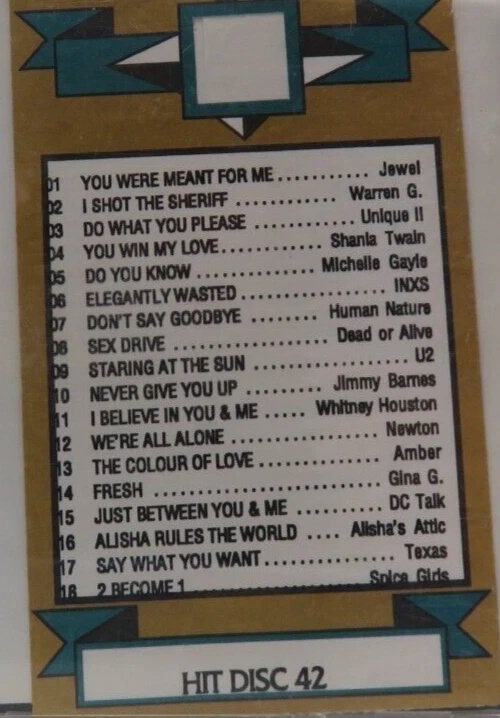 01 YOU WERE MEANT FOR ME ........... Jewel
02 I SHOT THE SHERIFF ............. Warren G.
03 DO WHAT YOU PLEASE ............. Unique II
04 YOU WIN MY LOVE ............. Shania Twain
05 DO YOU KNOW ............... Michelle Gayle
06 ELEGANTLY WASTED .................. INXS
07 DON'T SAY GOODBYE ........ Human Nature
08 SEX DRIVE .................. Dead or Alive
09 STARING AT THE SUN .................. U2
10 NEVER GIVE YOU UP ......... Jimmy Barnes
11 I BELIEVE IN YOU & ME ..... Whitney Houston
12 WE'RE ALL ALONE .................. Newton
13 THE COLOUR OF LOVE .............. Amber
14 FRESH ........................... Gina G.
15 JUST BETWEEN YOU & ME ......... DC Talk
16 ALISHA RULES THE WORLD .... Alisha's Attic
17 SAY WHAT YOU WANT ............... Texas
18 2 BECOME 1 Spice Girls
HIT DISC 42